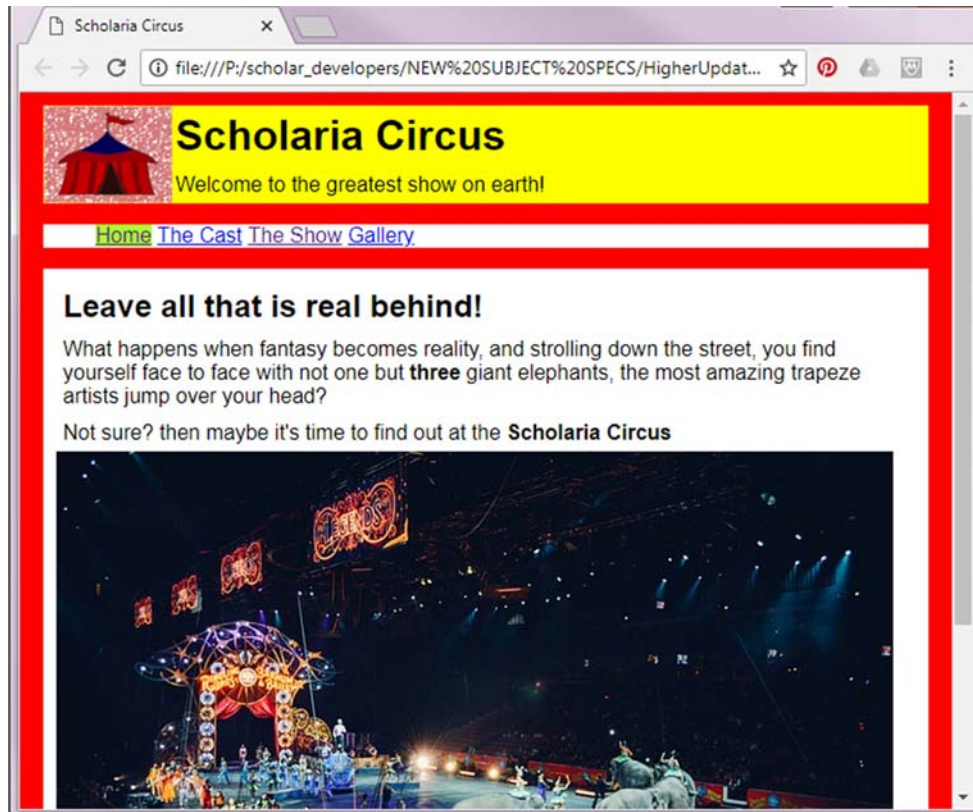 Scholaria Circus
file:///P:/scholar_developers/NEW%20SUBJECT%20SPECS/HigherUpdat...
Scholaria Circus
Welcome to the greatest show on earth!
Home The Cast The Show Gallery
Leave all that is real behind!
What happens when fantasy becomes reality, and strolling down the street, you find
yourself face to face with not one but three giant elephants, the most amazing trapeze
artists jump over your head?
Not sure? then maybe it's time to find out at the Scholaria Circus
LEGENDS